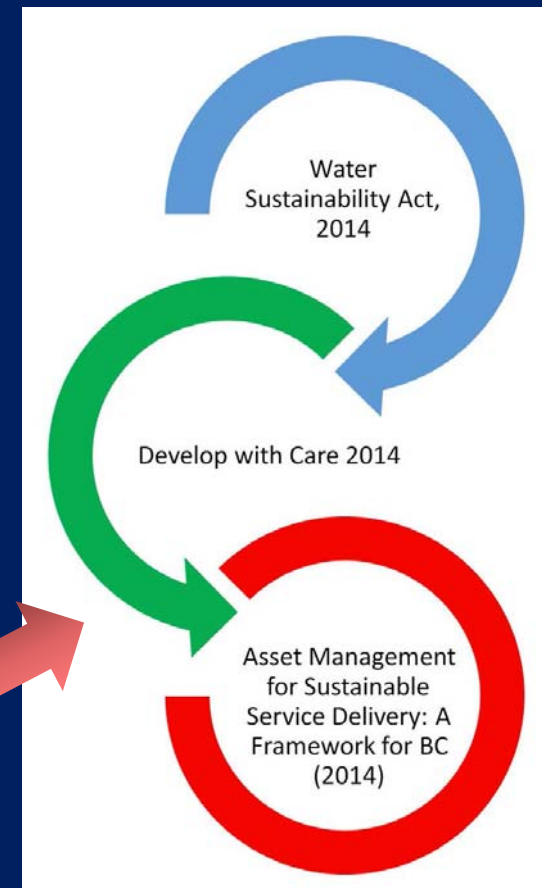 Water
Sustainability Act,
2014
Develop with Care 2014
Asset Management
for Sustainable
Service Delivery: A
Framework for BC
(2014)